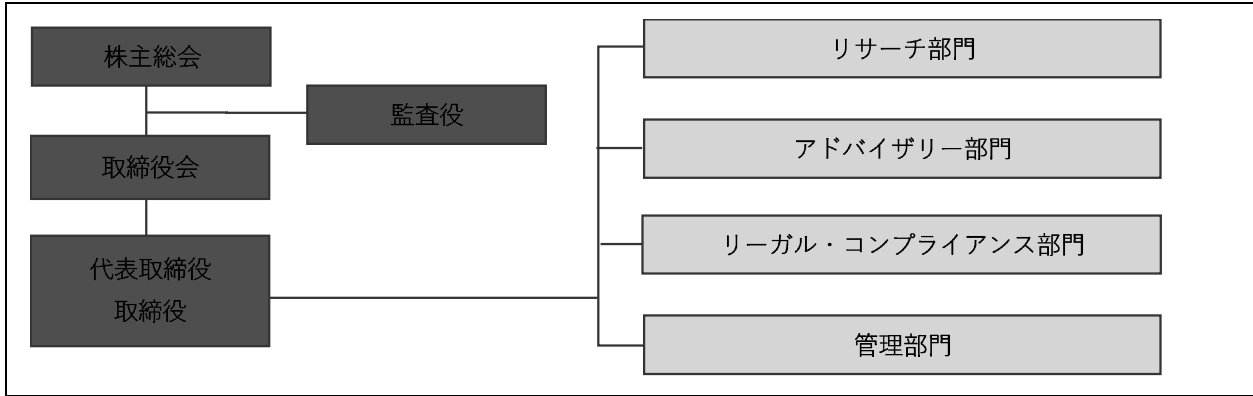 株主総会
監査役
取締役会
代表取締役
取締役
リサーチ部門
アドバイザリー部門
リーガル・コンプライアンス部門
管理部門